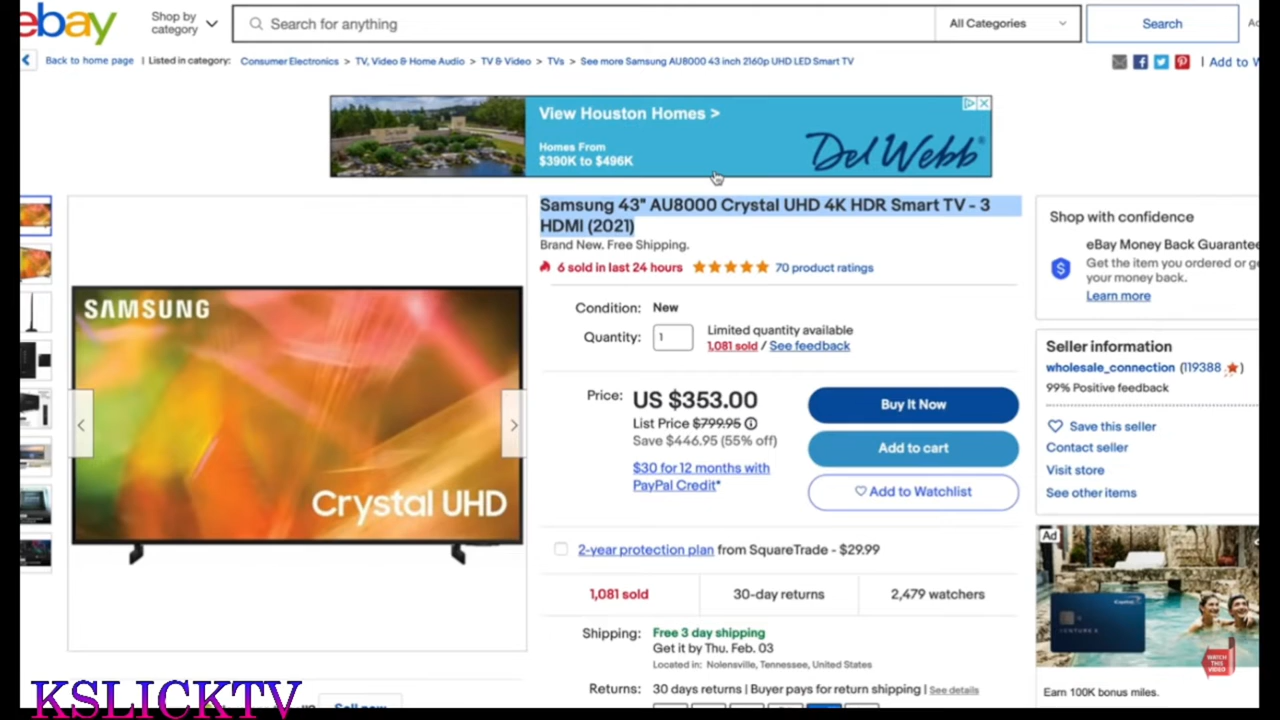 ebay
Shop by category
Search for anything
All Categories
Search
Back to home page | Listed in category: Consumer Electronics > TV, Video & Home Audio > TV & Video > TVs > See more Samsung AU8000 43 inch 2160p UHD LED Smart TV
| Add to
View Houston Homes >
Homes From
$390K to $496K
Del Webb
Samsung 43" AU8000 Crystal UHD 4K HDR Smart TV - 3
HDMI (2021)
Brand New. Free Shipping.
6 sold in last 24 hours
70 product ratings
Condition: New
Quantity: 1
Limited quantity available
1,081 sold / See feedback
Price: US $353.00
List Price $799.95
Save $446.95 (55% off)
$30 for 12 months with
PayPal Credit*
Buy It Now
Add to cart
Add to Watchlist
2-year protection plan from SquareTrade - $29.99
1,081 sold
30-day returns
2,479 watchers
Shipping: Free 3 day shipping
Get it by Thu. Feb. 03
Located in: Nolensville, Tennessee, United States
Returns: 30 days returns | Buyer pays for return shipping | See details
Shop with confidence
eBay Money Back Guarantee
Get the item you ordered or ge
your money back.
Learn more
Seller information
wholesale_connection (119388 )
99% Positive feedback
Save this seller
Contact seller
Visit store
See other items
Ad
VENTURE X
WATCH
THIS
VIDEO
Earn 100K bonus miles.
SAMSUNG
Crystal UHD
KSLICKTV